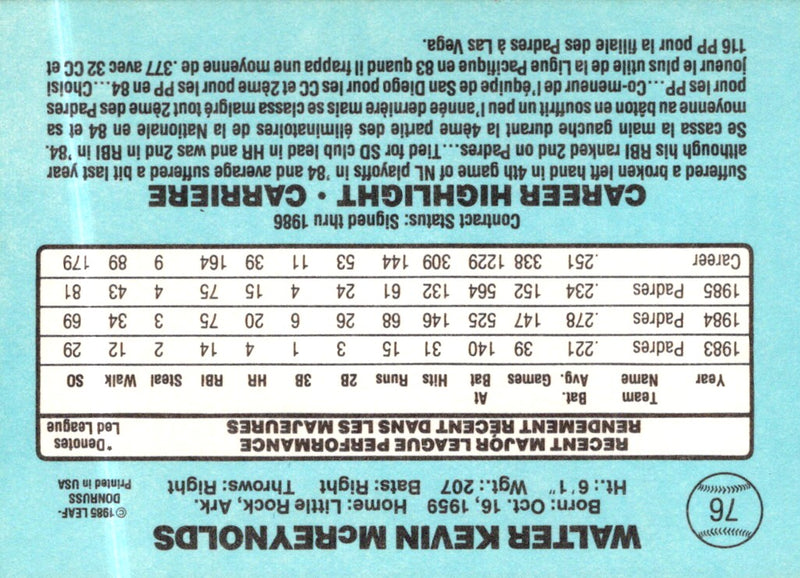 76
WALTER KEVIN McREYNOLDS
Born: Oct. 16, 1959 Home: Little Rock, Ark.
Ht.: 6'1" Wgt.: 207 Bats: Right Throws: Right
©1985 LEAF-
DONRUSS
Printed in USA
RECENT MAJOR LEAGUE PERFORMANCE
RENDEMENT RÉCENT DANS LES MAJEURES
*Denotes
Led League
Year Team Name Bat. Avg. Games At Bat Hits Runs 2B 3B HR RBI Steal Walk SO
1983 Padres .221 39 140 31 15 3 1 4 14 2 12 29
1984 Padres .278 147 525 146 68 26 6 20 75 3 34 69
1985 Padres .234 152 564 132 61 24 4 15 75 4 43 81
Career .251 338 1229 309 144 53 11 39 164 9 89 179
Contract Status: Signed thru 1986
CAREER HIGHLIGHT • CARRIERE
Suffered a broken left hand in 4th game of NL playoffs in '84 and average suffered a bit last year
although his RBI ranked 2nd on Padres...Tied for SD club lead in HR and was 2nd in RBI in '84.
Se cassa la main gauche durant la 4ème partie des éliminatoires de la Nationale en 84 et sa
moyenne au bâton en souffrit un peu l'année dernière mais se classa malgré tout 2ème des Padres
pour les PP...Co-meneur de l'équipe de San Diego pour les CC et 2ème pour les PP en 84...Choisi
joueur le plus utile de la Ligue Pacifique en 83 quand il frappa une moyenne de .377 avec 32 CC et
116 PP pour la filiale des Padres à Las Vega.